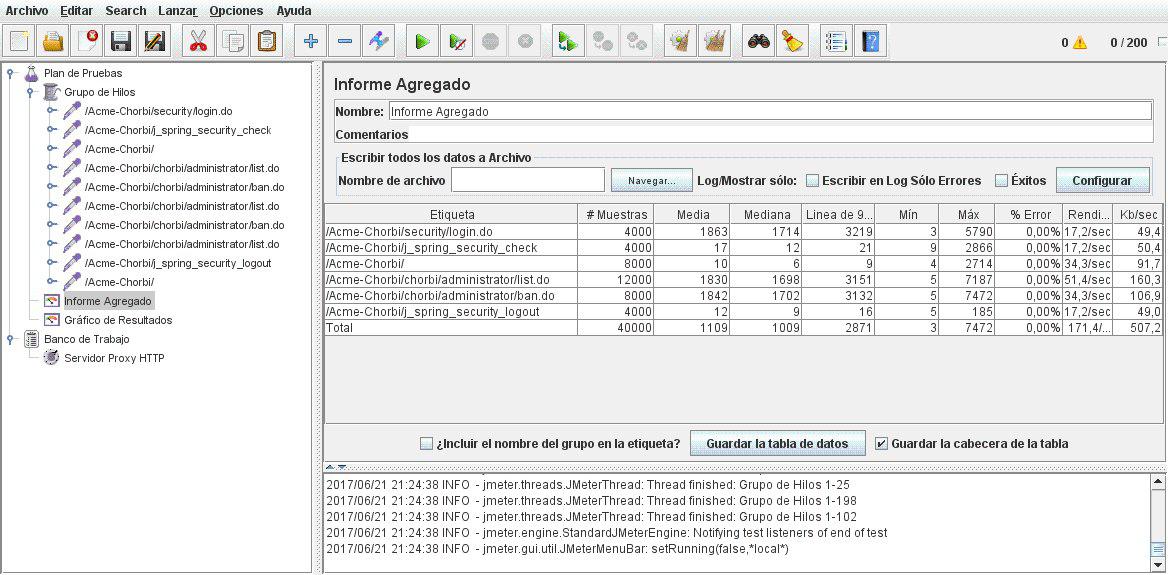 Archivo Editar Search Lanzar Opciones Ayuda
0 0 / 200
Plan de Pruebas
Grupo de Hilos
/Acme-Chorbi/security/login.do
/Acme-Chorbi/j_spring_security_check
/Acme-Chorbi/
/Acme-Chorbi/chorbi/administrator/list.do
/Acme-Chorbi/chorbi/administrator/ban.do
/Acme-Chorbi/chorbi/administrator/list.do
/Acme-Chorbi/chorbi/administrator/ban.do
/Acme-Chorbi/chorbi/administrator/list.do
/Acme-Chorbi/j_spring_security_logout
/Acme-Chorbi/
Informe Agregado
Gráfico de Resultados
Banco de Trabajo
Servidor Proxy HTTP
Informe Agregado
Nombre: Informe Agregado
Comentarios
Escribir todos los datos a Archivo
Nombre de archivo Navegar... Log/Mostrar sólo: Escribir en Log Sólo Errores Éxitos Configurar
Etiqueta # Muestras Media Mediana Linea de 9... Mín Máx % Error Rendi... Kb/sec
/Acme-Chorbi/security/login.do 4000 1863 1714 3219 3 5790 0,00% 17,2/sec 49,4
/Acme-Chorbi/j_spring_security_check 4000 17 12 21 9 2866 0,00% 17,2/sec 50,4
/Acme-Chorbi/ 8000 10 6 9 4 2714 0,00% 34,3/sec 91,7
/Acme-Chorbi/chorbi/administrator/list.do 12000 1830 1698 3151 5 7187 0,00% 51,4/sec 160,3
/Acme-Chorbi/chorbi/administrator/ban.do 8000 1842 1702 3132 5 7472 0,00% 34,3/sec 106,9
/Acme-Chorbi/j_spring_security_logout 4000 12 9 16 5 185 0,00% 17,2/sec 49,0
Total 40000 1109 1009 2871 3 7472 0,00% 171,4/... 507,2
¿Incluir el nombre del grupo en la etiqueta? Guardar la tabla de datos Guardar la cabecera de la tabla
2017/06/21 21:24:38 INFO - jmeter.threads.JMeterThread: Thread finished: Grupo de Hilos 1-25
2017/06/21 21:24:38 INFO - jmeter.threads.JMeterThread: Thread finished: Grupo de Hilos 1-198
2017/06/21 21:24:38 INFO - jmeter.threads.JMeterThread: Thread finished: Grupo de Hilos 1-102
2017/06/21 21:24:38 INFO - jmeter.engine.StandardJMeterEngine: Notifying test listeners of end of test
2017/06/21 21:24:38 INFO - jmeter.gui.util.JMeterMenuBar: setRunning(false,*local*)